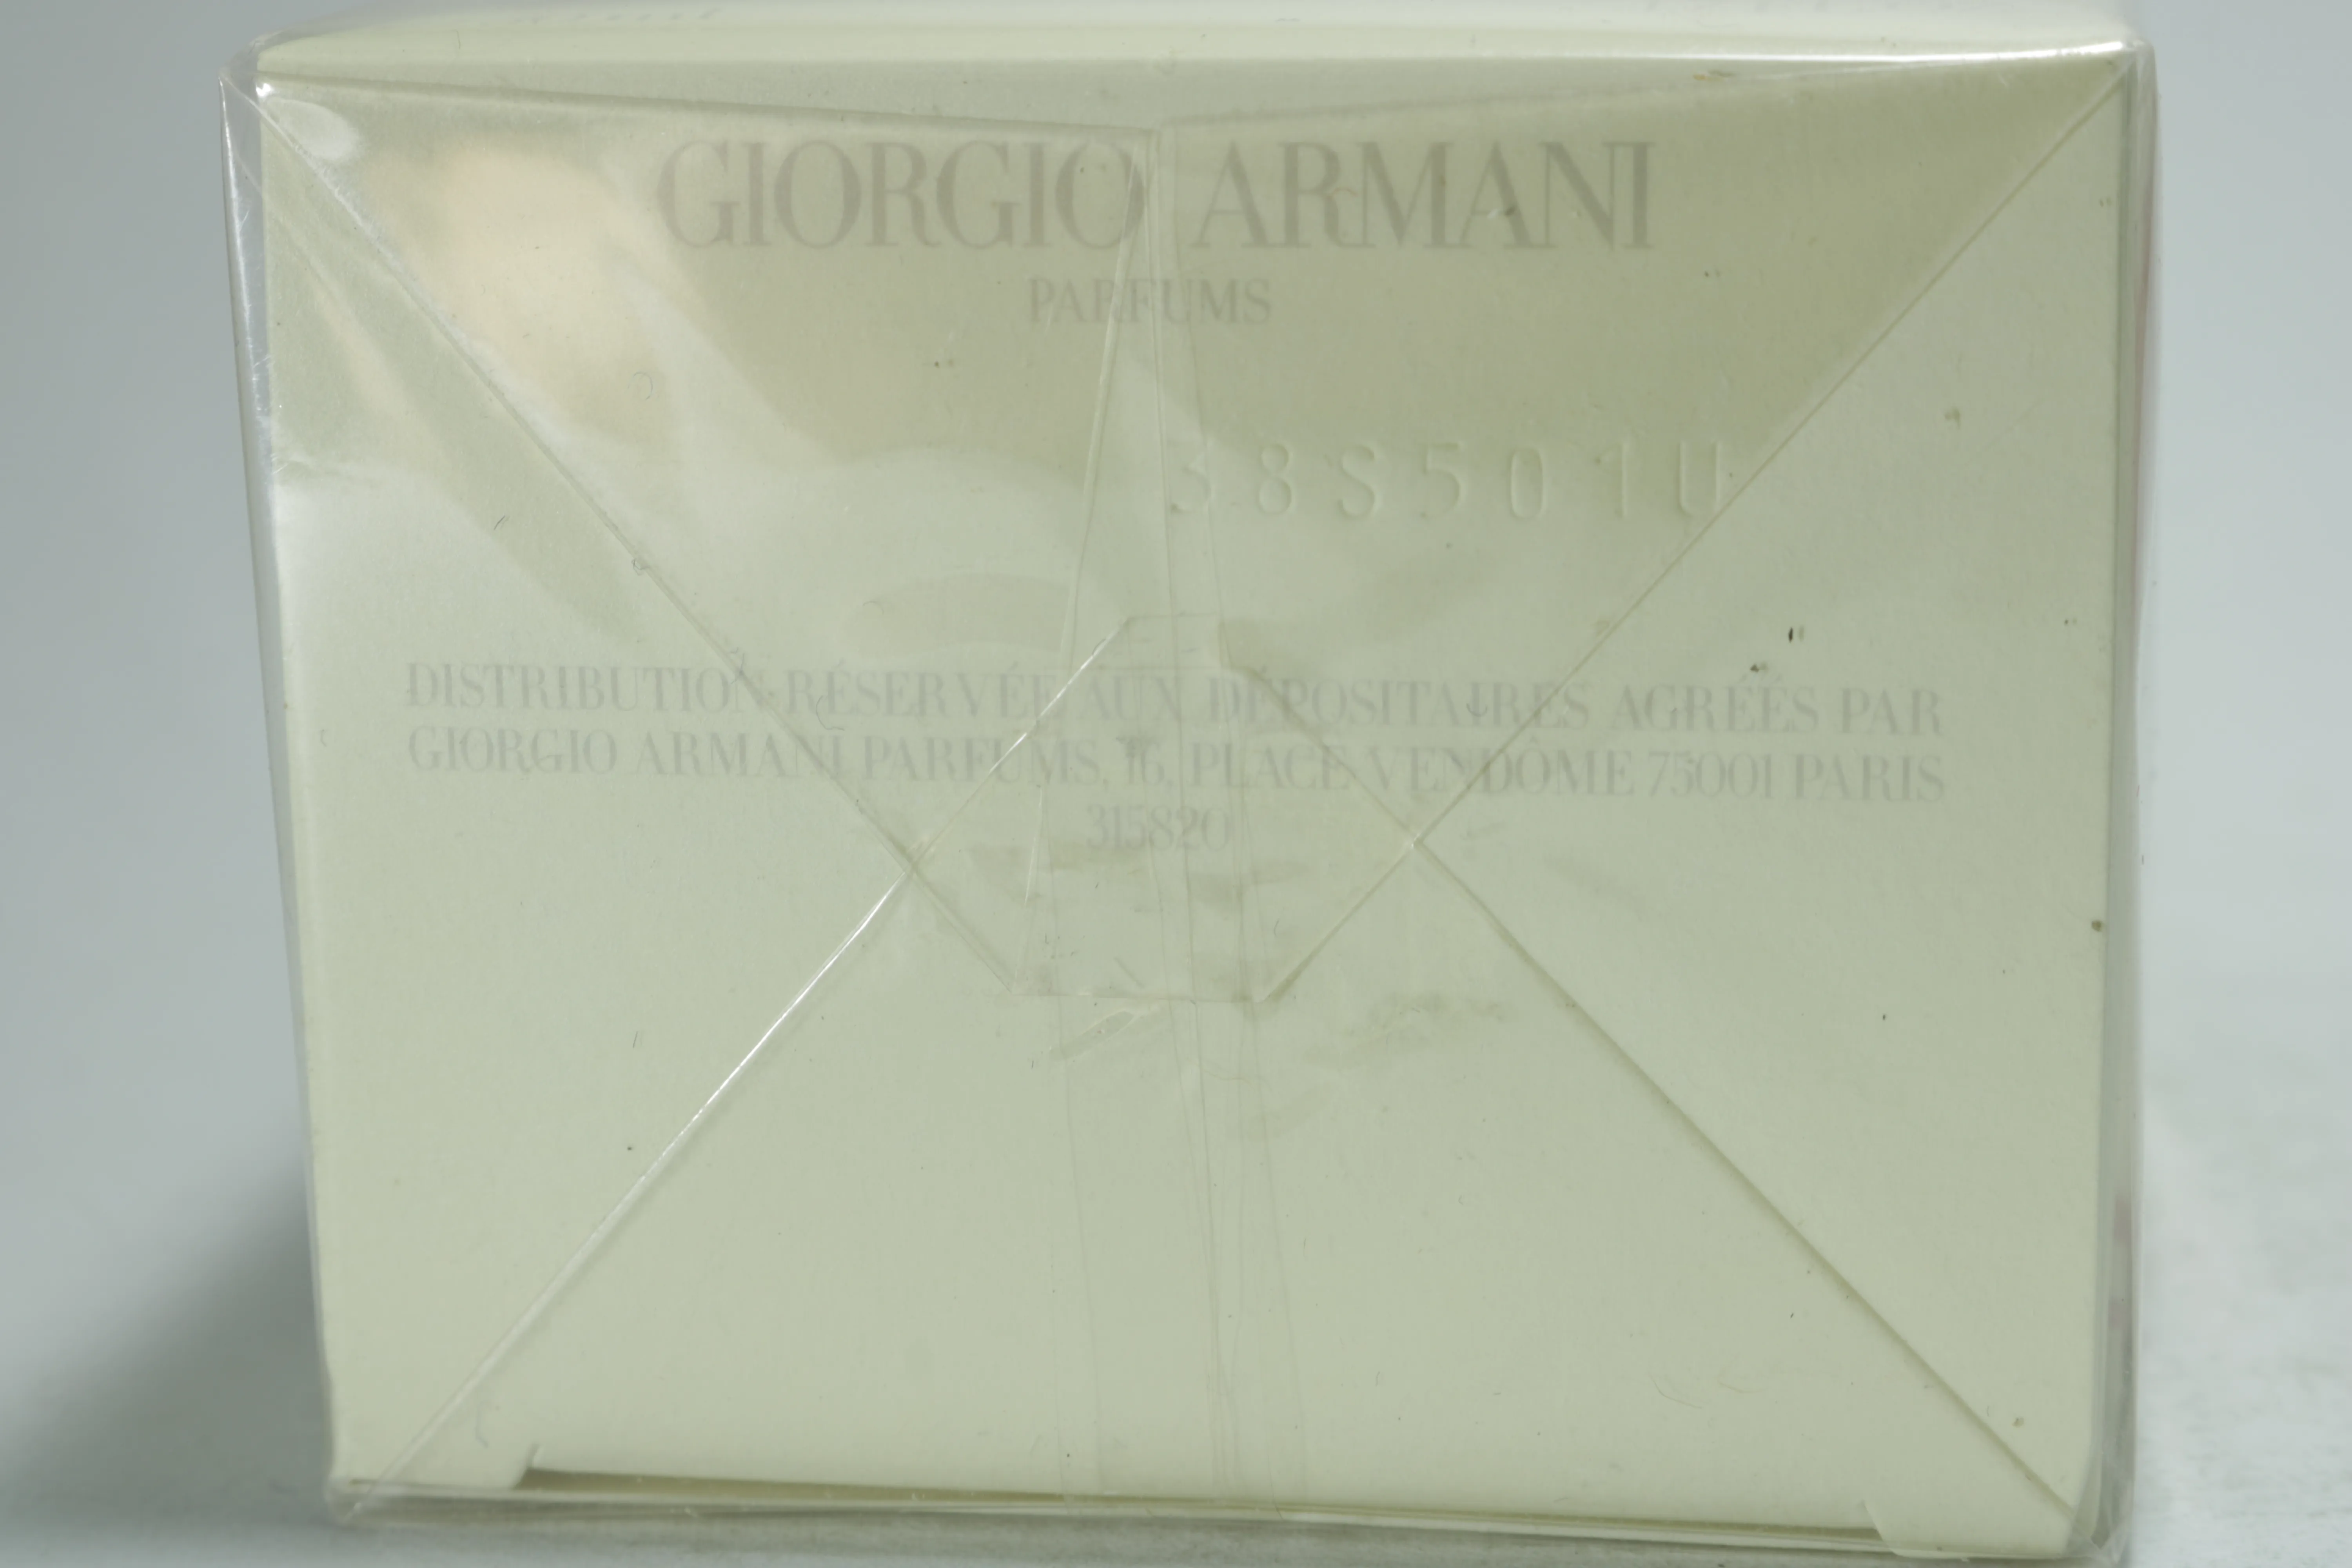 GIORGIO ARMANI
PARFUMS
38S501U
DISTRIBUTION RÉSERVÉE AUX DÉPOSITAIRES AGRÉÉS PAR
GIORGIO ARMANI PARFUMS, 16, PLACE VENDÔME 75001 PARIS
315820